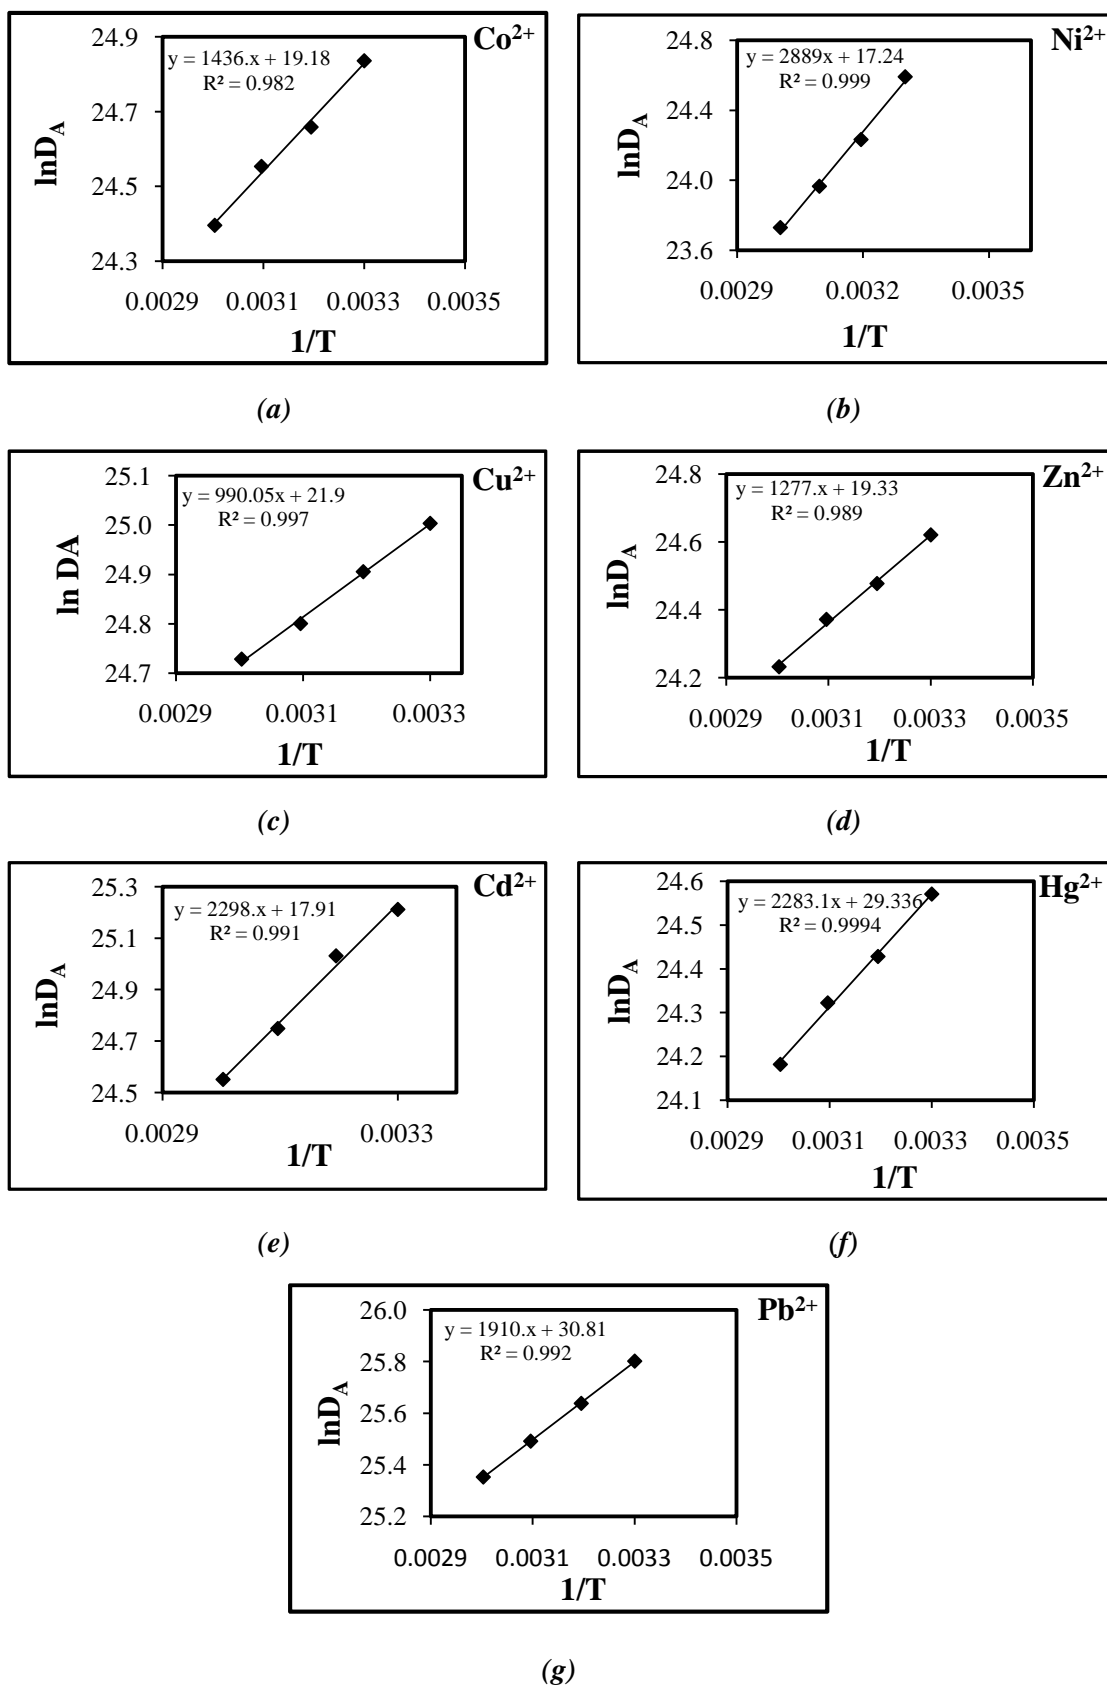 Co²⁺
y = 1436.x + 19.18
R² = 0.982
24.9
24.7
24.5
24.3
lnD_A
0.0029 0.0031 0.0033 0.0035
1/T
(a)
Ni²⁺
y = 2889x + 17.24
R² = 0.999
24.8
24.4
24.0
23.6
lnD_A
0.0029 0.0032 0.0035
1/T
(b)
Cu²⁺
y = 990.05x + 21.9
R² = 0.997
25.1
25.0
24.9
24.8
24.7
ln DA
0.0029 0.0031 0.0033
1/T
(c)
Zn²⁺
y = 1277.x + 19.33
R² = 0.989
24.8
24.6
24.4
24.2
lnD_A
0.0029 0.0031 0.0033 0.0035
1/T
(d)
Cd²⁺
y = 2298.x + 17.91
R² = 0.991
25.3
25.1
24.9
24.7
24.5
lnD_A
0.0029 0.0033
1/T
(e)
Hg²⁺
y = 2283.1x + 29.336
R² = 0.9994
24.6
24.5
24.4
24.3
24.2
24.1
lnD_A
0.0029 0.0031 0.0033 0.0035
1/T
(f)
Pb²⁺
y = 1910.x + 30.81
R² = 0.992
26.0
25.8
25.6
25.4
25.2
lnD_A
0.0029 0.0031 0.0033 0.0035
1/T
(g)